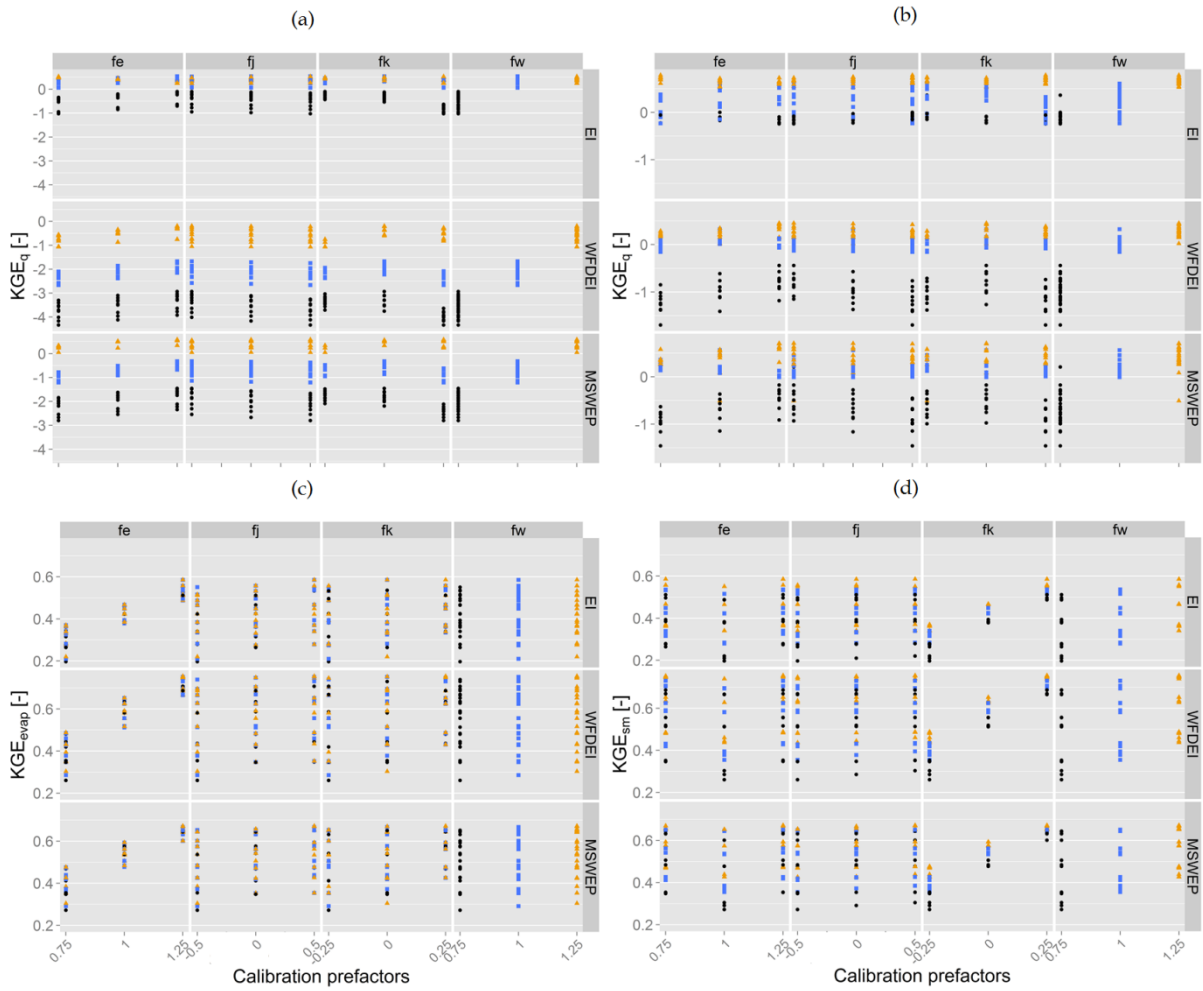 (a)
fe fj fk fw
0
-1
-2
-3
-4
EI
0
-1
-2
-3
-4
WFDEI
0
-1
-2
-3
-4
MSWEP
KGEq [-]
(b)
fe fj fk fw
0
-1
EI
0
-1
WFDEI
0
-1
MSWEP
KGEq [-]
(c)
fe fj fk fw
0.6
0.4
0.2
EI
0.6
0.4
0.2
WFDEI
0.6
0.4
0.2
MSWEP
KGEevap [-]
0.75 1 1.25 -0.5 0 0.5 -0.25 0 0.25 0.75 1 1.25
Calibration prefactors
(d)
fe fj fk fw
0.6
0.4
0.2
EI
0.6
0.4
0.2
WFDEI
0.6
0.4
0.2
MSWEP
KGEsm [-]
0.75 1 1.25 -0.5 0 0.5 -0.25 0 0.25 0.75 1 1.25
Calibration prefactors